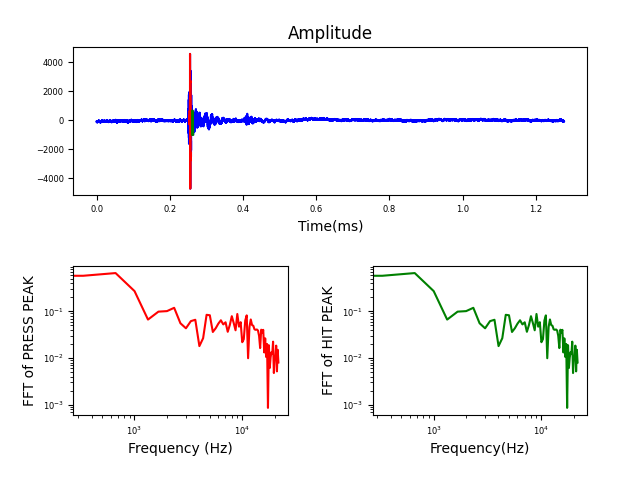 Amplitude
4000
2000
0
−2000
−4000
0.0 0.2 0.4 0.6 0.8 1.0 1.2
Time(ms)
FFT of PRESS PEAK
10⁻¹
10⁻²
10⁻³
10³ 10⁴
Frequency (Hz)
FFT of HIT PEAK
10⁻¹
10⁻²
10⁻³
10³ 10⁴
Frequency(Hz)